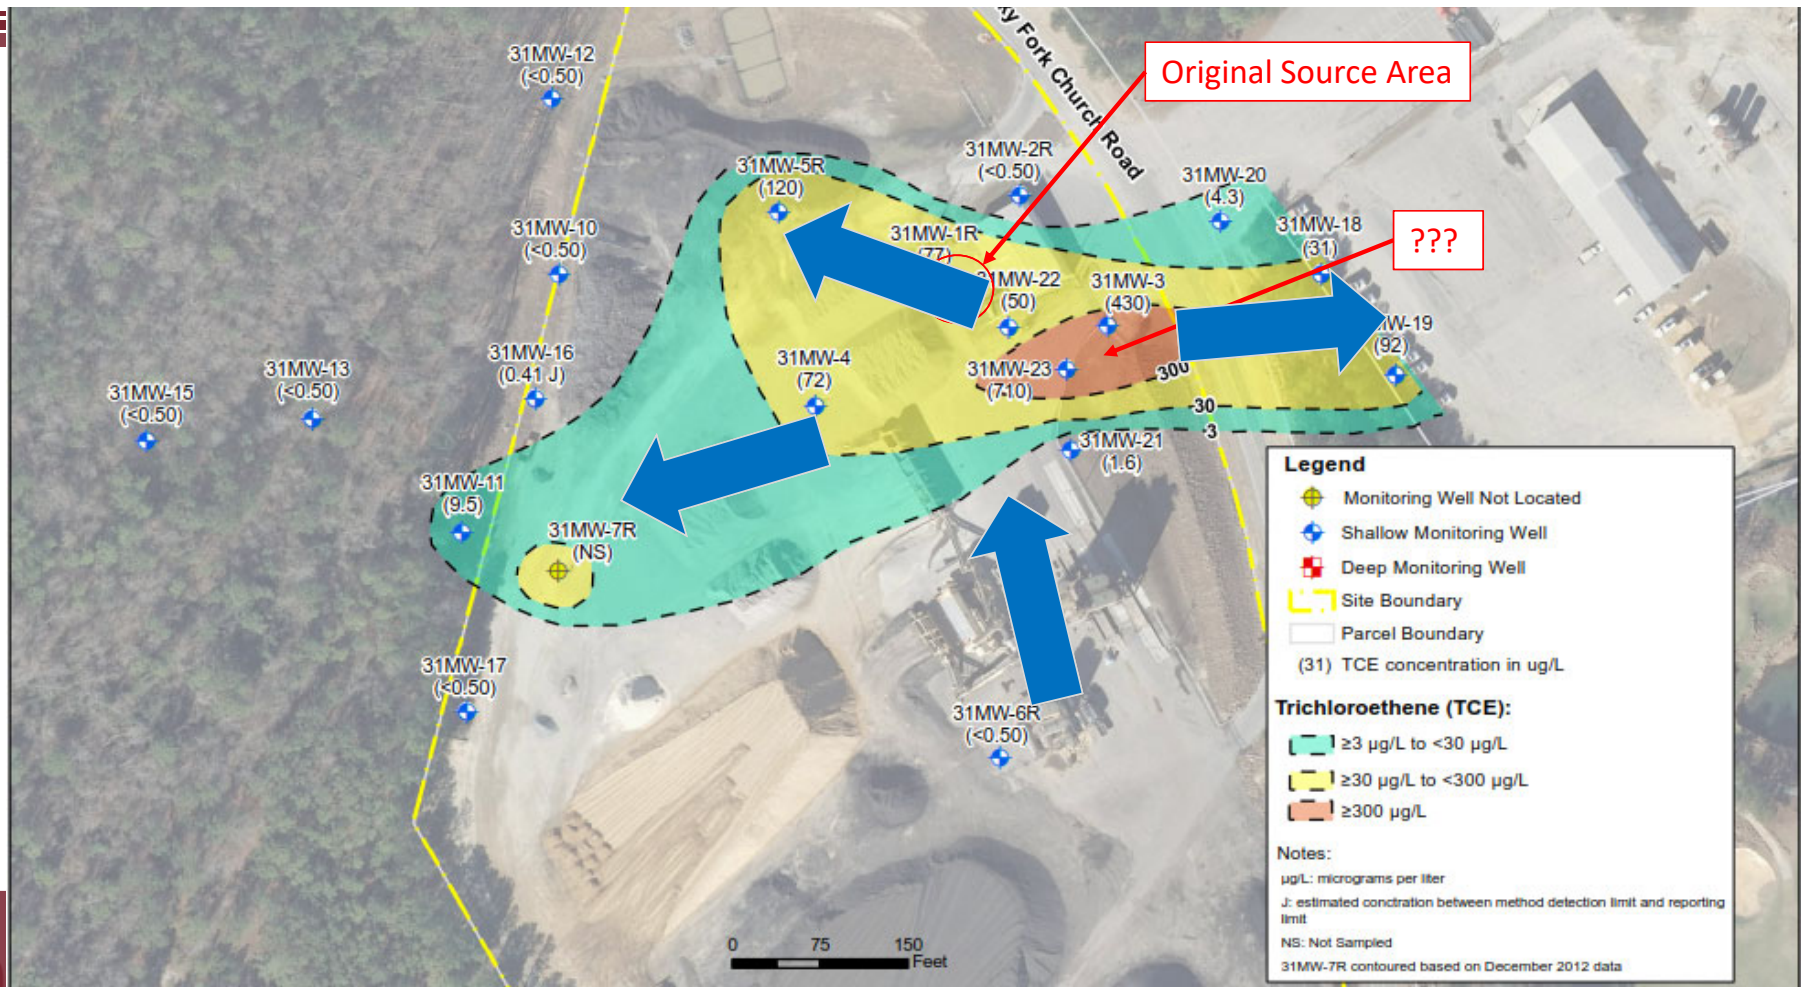 31MW-12
(<0.50)
ky Fork Church Road
Original Source Area
31MW-5R
(120)
31MW-2R
(<0.50)
31MW-20
(4.3)
31MW-10
(<0.50)
31MW-1R
(77)
31MW-18
(31)
???
MW-22
(50)
31MW-3
(430)
31MW-16
(0.41 J)
31MW-4
(72)
31MW-23
(710)
300
MW-19
(92)
31MW-15
(<0.50)
31MW-13
(<0.50)
30
3
31MW-21
(1.6)
31MW-11
(9.5)
31MW-7R
(NS)
31MW-17
(<0.50)
31MW-6R
(<0.50)
Legend
Monitoring Well Not Located
Shallow Monitoring Well
Deep Monitoring Well
Site Boundary
Parcel Boundary
(31) TCE concentration in ug/L
Trichloroethene (TCE):
≥3 µg/L to <30 µg/L
≥30 µg/L to <300 µg/L
≥300 µg/L
Notes:
µg/L: micrograms per liter
J: estimated conctration between method detection limit and reporting
limit
NS: Not Sampled
31MW-7R contoured based on December 2012 data
0 75 150
Feet